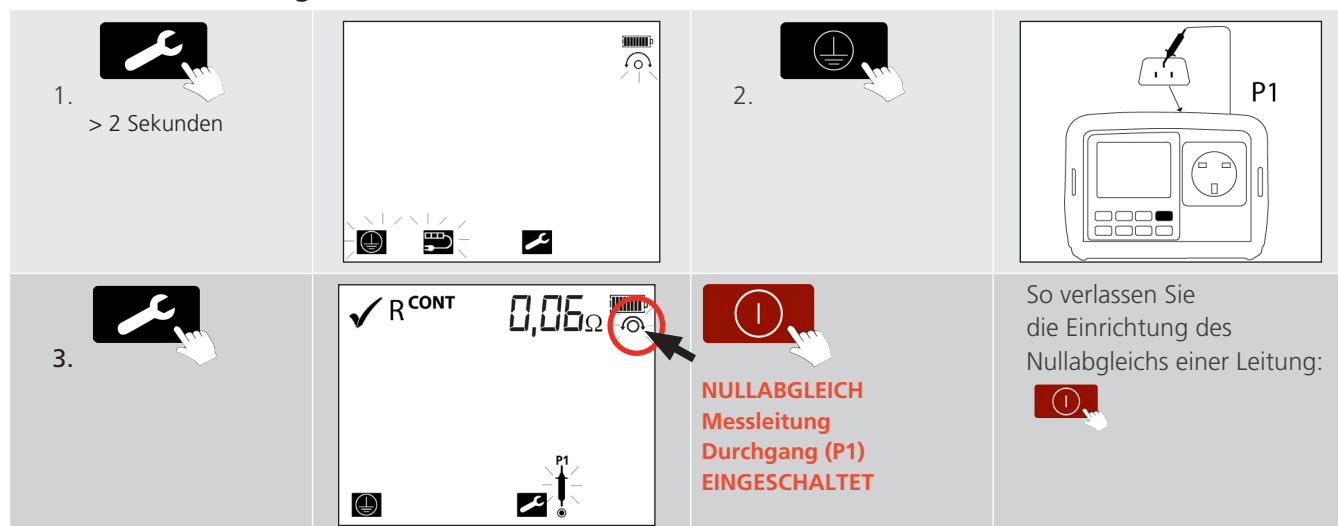 1.
> 2 Sekunden
2.
P1
3.
R CONT 0,06 Ω
P1
NULLABGLEICH
Messleitung
Durchgang (P1)
EINGESCHALTET
So verlassen Sie
die Einrichtung des
Nullabgleichs einer Leitung: